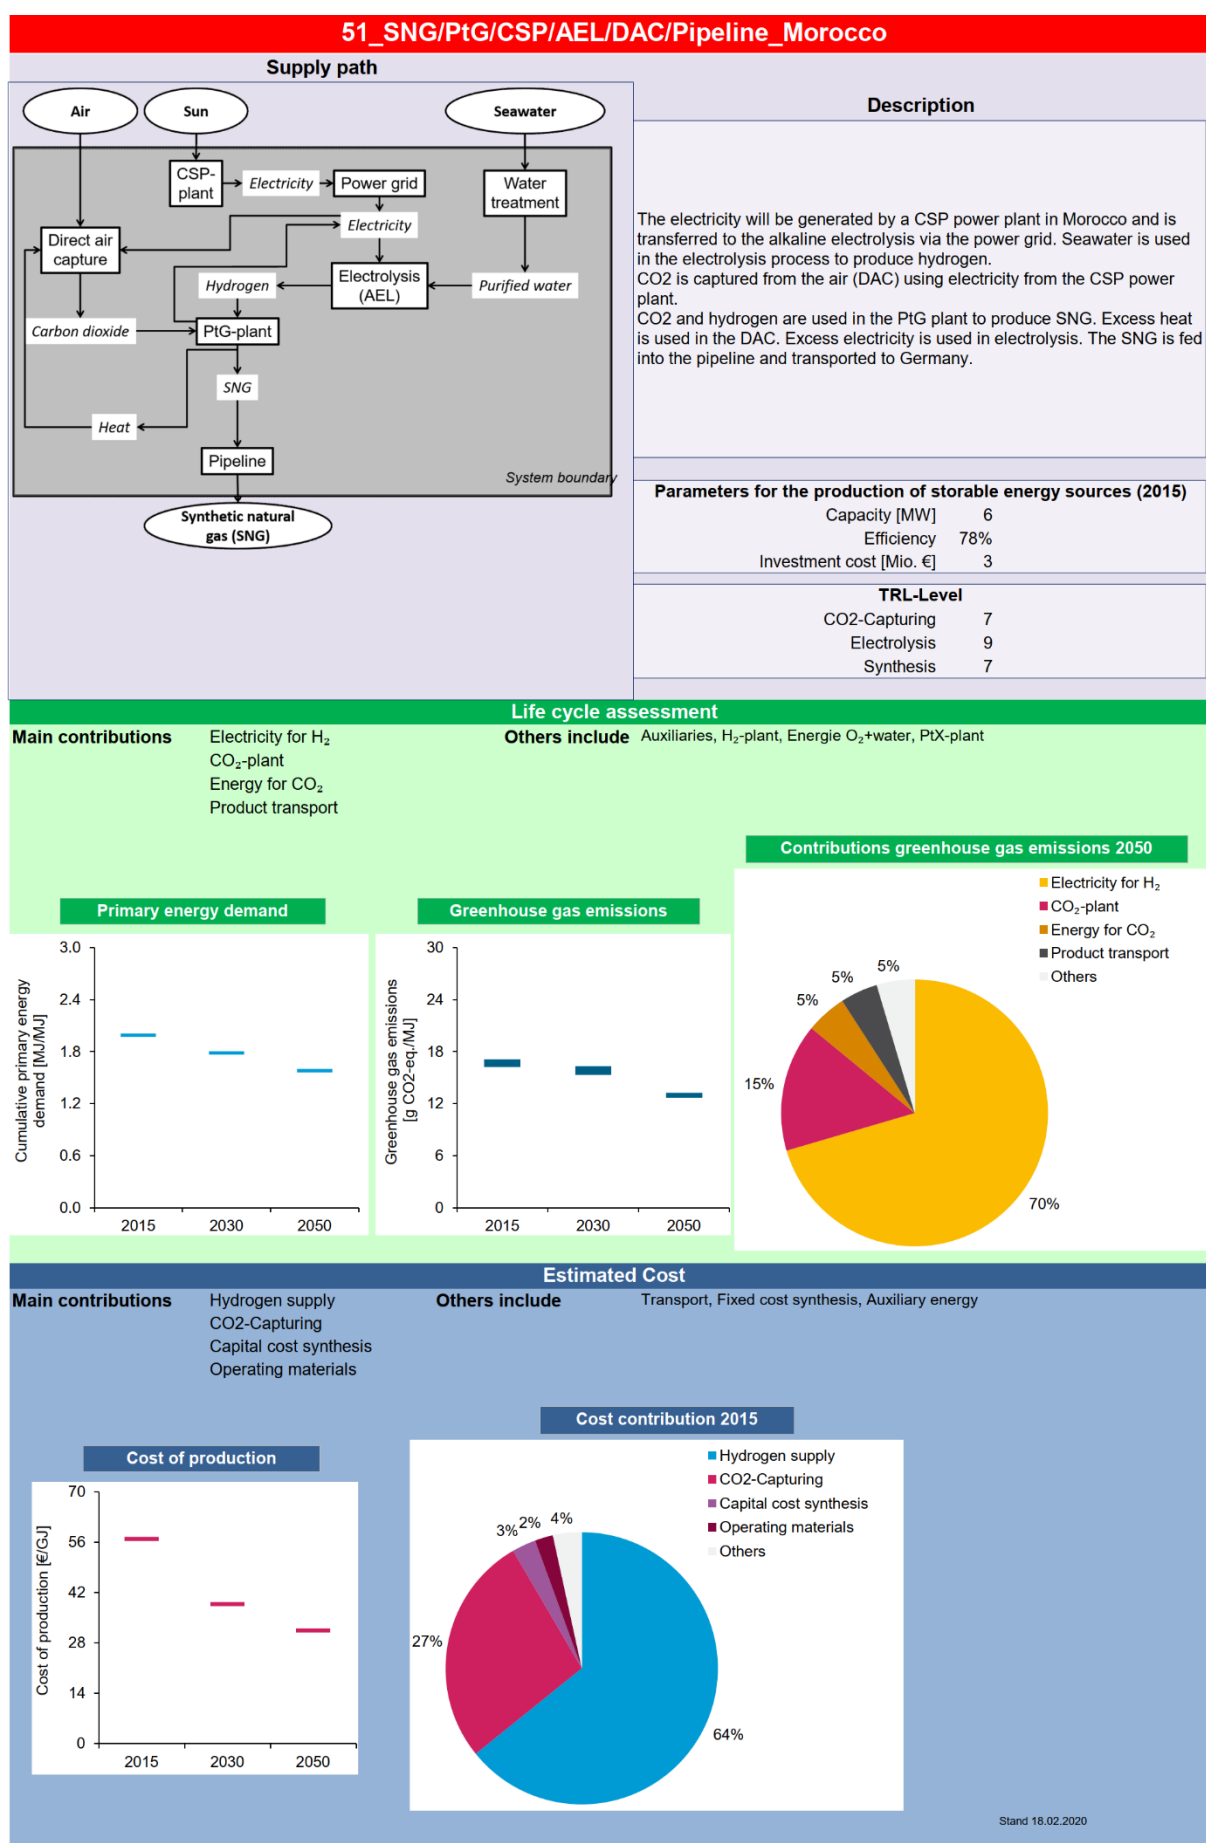 51_SNG/PtG/CSP/AEL/DAC/Pipeline_Morocco
Supply path
Air
Sun
Seawater
CSP-
plant
Electricity
Power grid
Water
treatment
Electricity
Direct air
capture
Hydrogen
Electrolysis
(AEL)
Purified water
Carbon dioxide
PtG-plant
SNG
Heat
Pipeline
System boundary
Synthetic natural
gas (SNG)
Description
The electricity will be generated by a CSP power plant in Morocco and is
transferred to the alkaline electrolysis via the power grid. Seawater is used
in the electrolysis process to produce hydrogen.
CO2 is captured from the air (DAC) using electricity from the CSP power
plant.
CO2 and hydrogen are used in the PtG plant to produce SNG. Excess heat
is used in the DAC. Excess electricity is used in electrolysis. The SNG is fed
into the pipeline and transported to Germany.
Parameters for the production of storable energy sources (2015)
Capacity [MW] 6
Efficiency 78%
Investment cost [Mio. €] 3
TRL-Level
CO2-Capturing 7
Electrolysis 9
Synthesis 7
Life cycle assessment
Main contributions
Electricity for H₂
CO₂-plant
Energy for CO₂
Product transport
Others include Auxiliaries, H₂-plant, Energie O₂+water, PtX-plant
Primary energy demand
Cumulative primary energy
demand [MJ/MJ]
3.0
2.4
1.8
1.2
0.6
0.0
2015 2030 2050
Greenhouse gas emissions
Greenhouse gas emissions
[g CO2-eq./MJ]
30
24
18
12
6
0
2015 2030 2050
Contributions greenhouse gas emissions 2050
Electricity for H₂
CO₂-plant
Energy for CO₂
Product transport
Others
5%
5%
5%
15%
70%
Estimated Cost
Main contributions
Hydrogen supply
CO2-Capturing
Capital cost synthesis
Operating materials
Others include Transport, Fixed cost synthesis, Auxiliary energy
Cost of production
Cost of production [€/GJ]
70
56
42
28
14
0
2015 2030 2050
Cost contribution 2015
Hydrogen supply
CO2-Capturing
Capital cost synthesis
Operating materials
Others
3% 2% 4%
27%
64%
Stand 18.02.2020